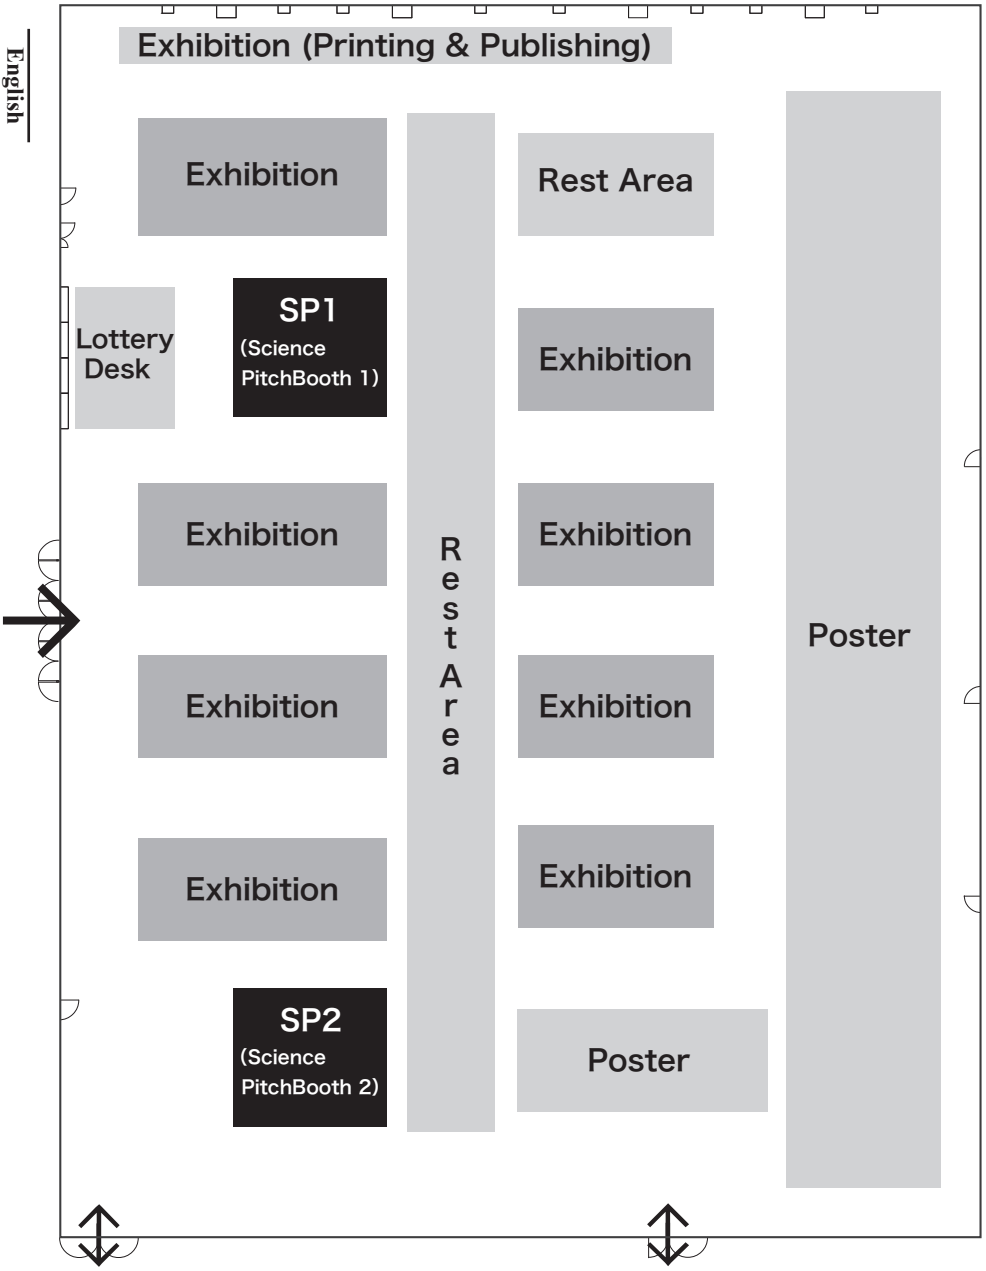 English
Exhibition (Printing & Publishing)
Exhibition
Rest Area
Lottery
Desk
SP1
(Science
PitchBooth 1)
Exhibition
Exhibition
Exhibition
Rest Area
Poster
Exhibition
Exhibition
Exhibition
Exhibition
SP2
(Science
PitchBooth 2)
Poster